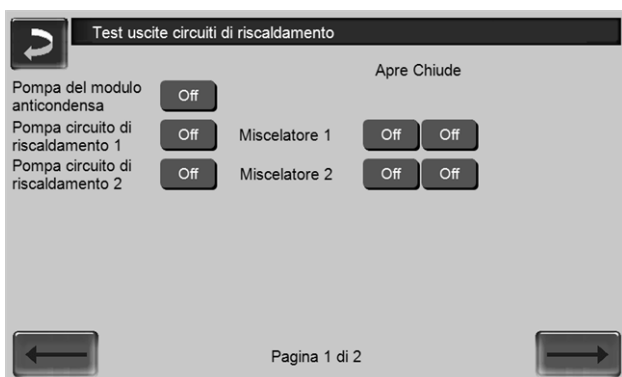 Test uscite circuiti di riscaldamento
Apre Chiude
Pompa del modulo
anticondensa
Off
Pompa circuito di
riscaldamento 1
Off
Miscelatore 1
Off
Off
Pompa circuito di
riscaldamento 2
Off
Miscelatore 2
Off
Off
Pagina 1 di 2